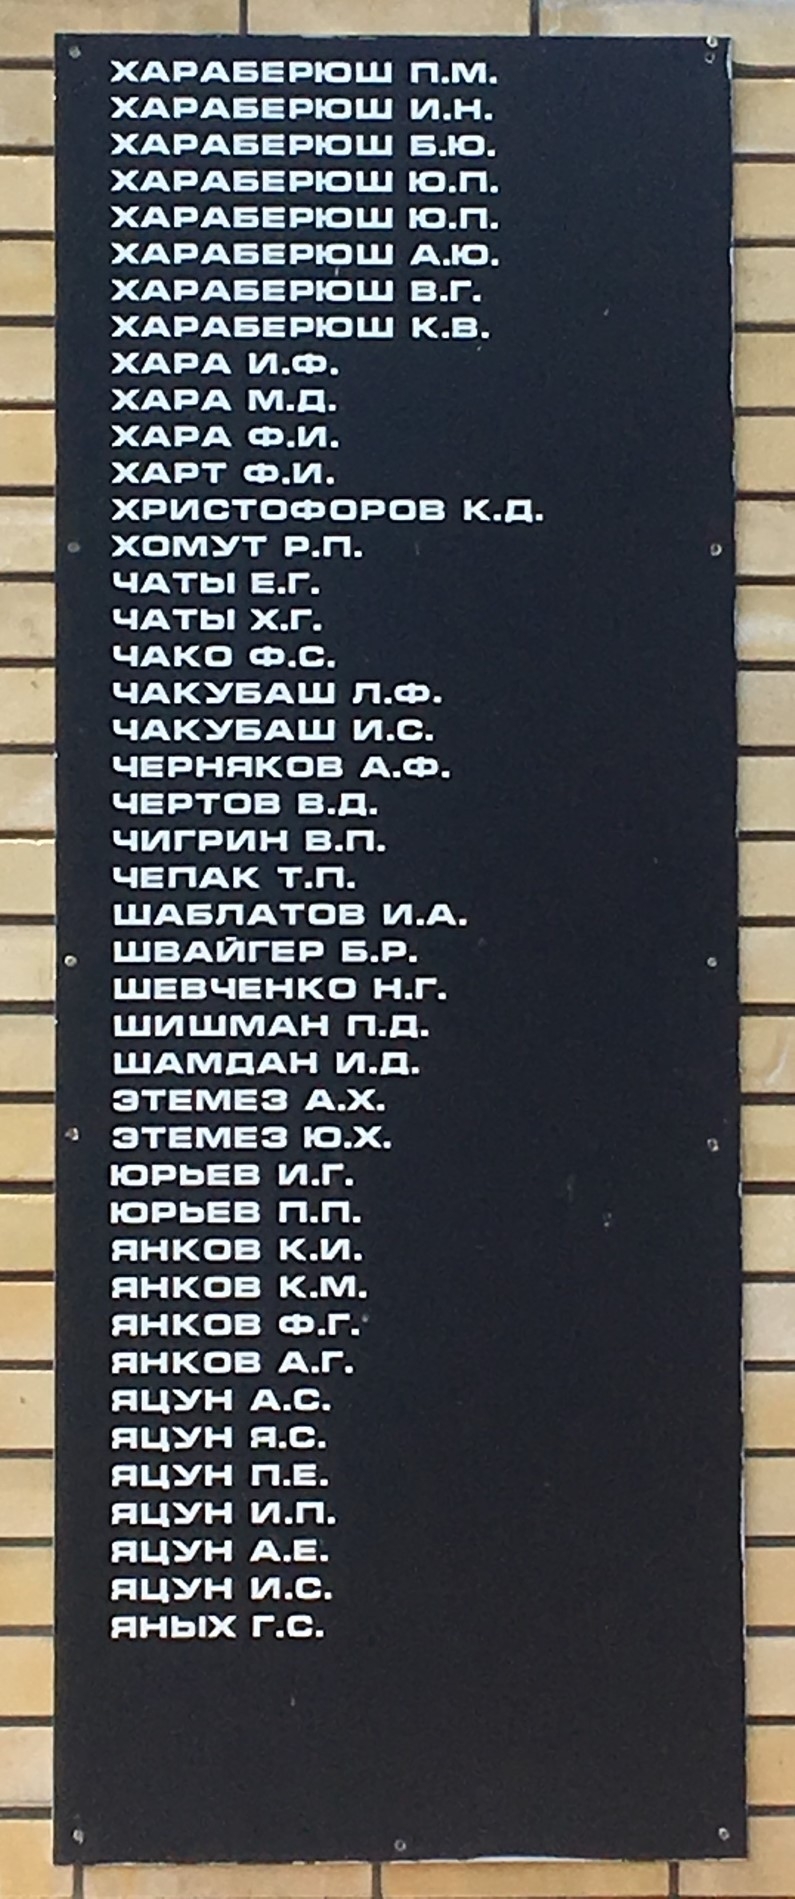 ХАРАБЕРЮШ П.М.
ХАРАБЕРЮШ И.Н.
ХАРАБЕРЮШ Б.Ю.
ХАРАБЕРЮШ Ю.П.
ХАРАБЕРЮШ Ю.П.
ХАРАБЕРЮШ А.Ю.
ХАРАБЕРЮШ В.Г.
ХАРАБЕРЮШ К.В.
ХАРА И.Ф.
ХАРА М.Д.
ХАРА Ф.И.
ХАРТ Ф.И.
ХРИСТОФОРОВ К.Д.
ХОМУТ Р.П.
ЧАТЫ Е.Г.
ЧАТЫ Х.Г.
ЧАКО Ф.С.
ЧАКУБАШ Л.Ф.
ЧАКУБАШ И.С.
ЧЕРНЯКОВ А.Ф.
ЧЕРТОВ В.Д.
ЧИГРИН В.П.
ЧЕПАК Т.П.
ШАБЛАТОВ И.А.
ШВАЙГЕР Б.Р.
ШЕВЧЕНКО Н.Г.
ШИШМАН П.Д.
ШАМДАН И.Д.
ЭТЕМЕЗ А.Х.
ЭТЕМЕЗ Ю.Х.
ЮРЬЕВ И.Г.
ЮРЬЕВ П.П.
ЯНКОВ К.И.
ЯНКОВ К.М.
ЯНКОВ Ф.Г.
ЯНКОВ А.Г.
ЯЦУН А.С.
ЯЦУН Я.С.
ЯЦУН П.Е.
ЯЦУН И.П.
ЯЦУН А.Е.
ЯЦУН И.С.
ЯНЫХ Г.С.